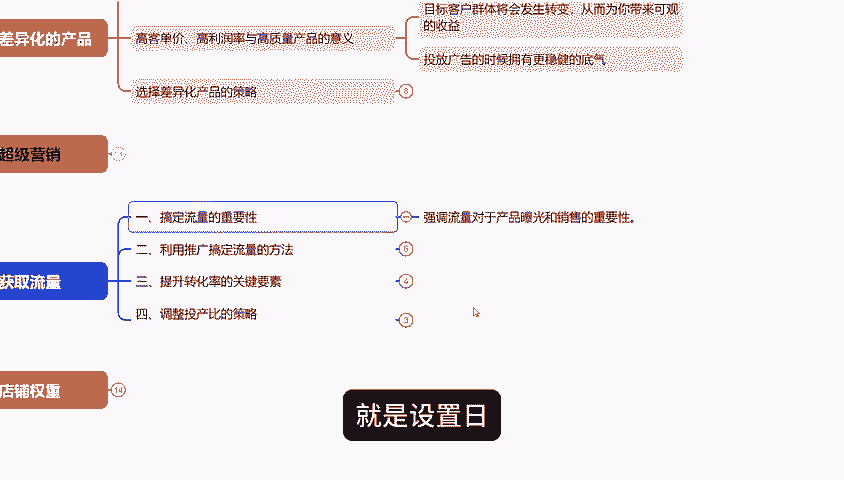 差异化的产品
高客单价、高利润率与高质量产品的意义
目标客户群体将会发生转变，从而为你带来可观
的收益
投放广告的时候拥有更稳健的底气
选择差异化产品的策略
8
超级营销
获取流量
一、搞定流量的重要性
强调流量对于产品曝光和销售的重要性。
二、利用推广搞定流量的方法
6
三、提升转化率的关键要素
4
四、调整投产比的策略
3
店铺权重
14
就是设置日